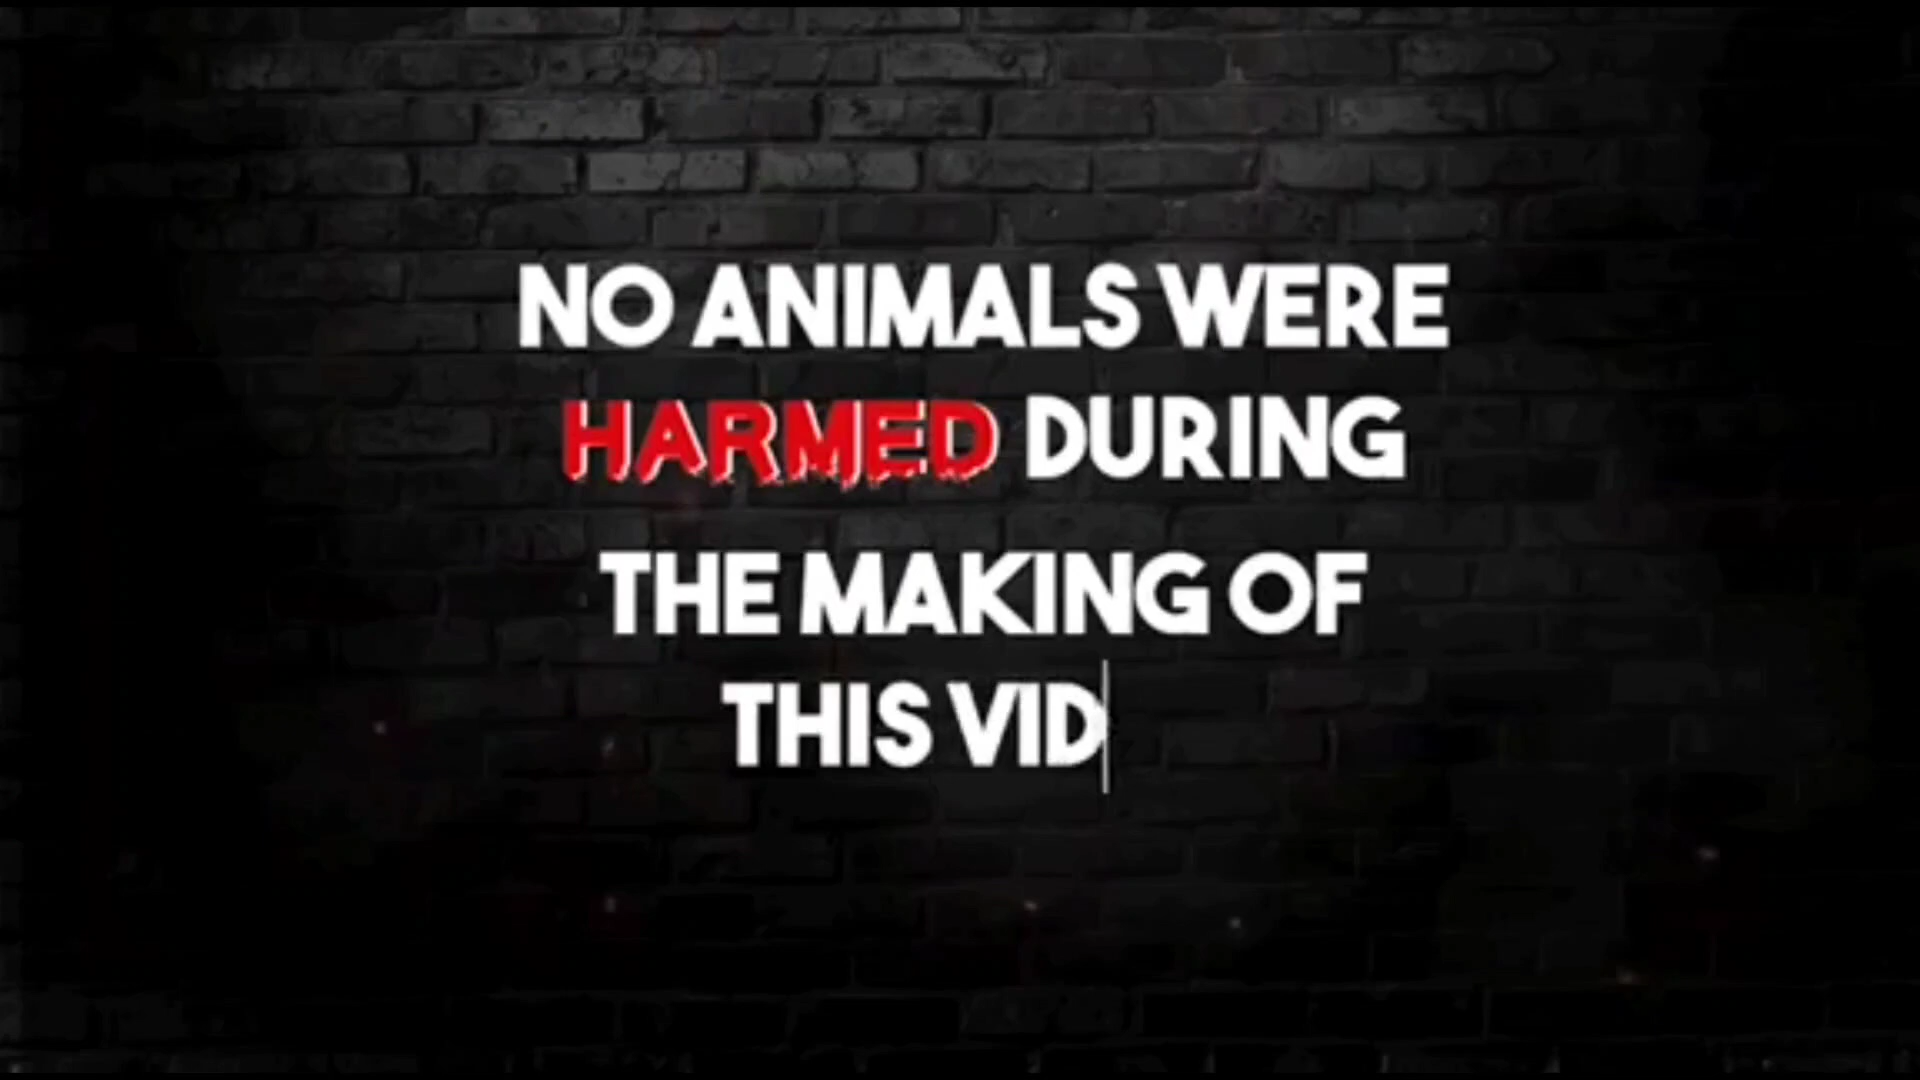 NO ANIMALS WERE
HARMED DURING
THE MAKING OF
THIS VID